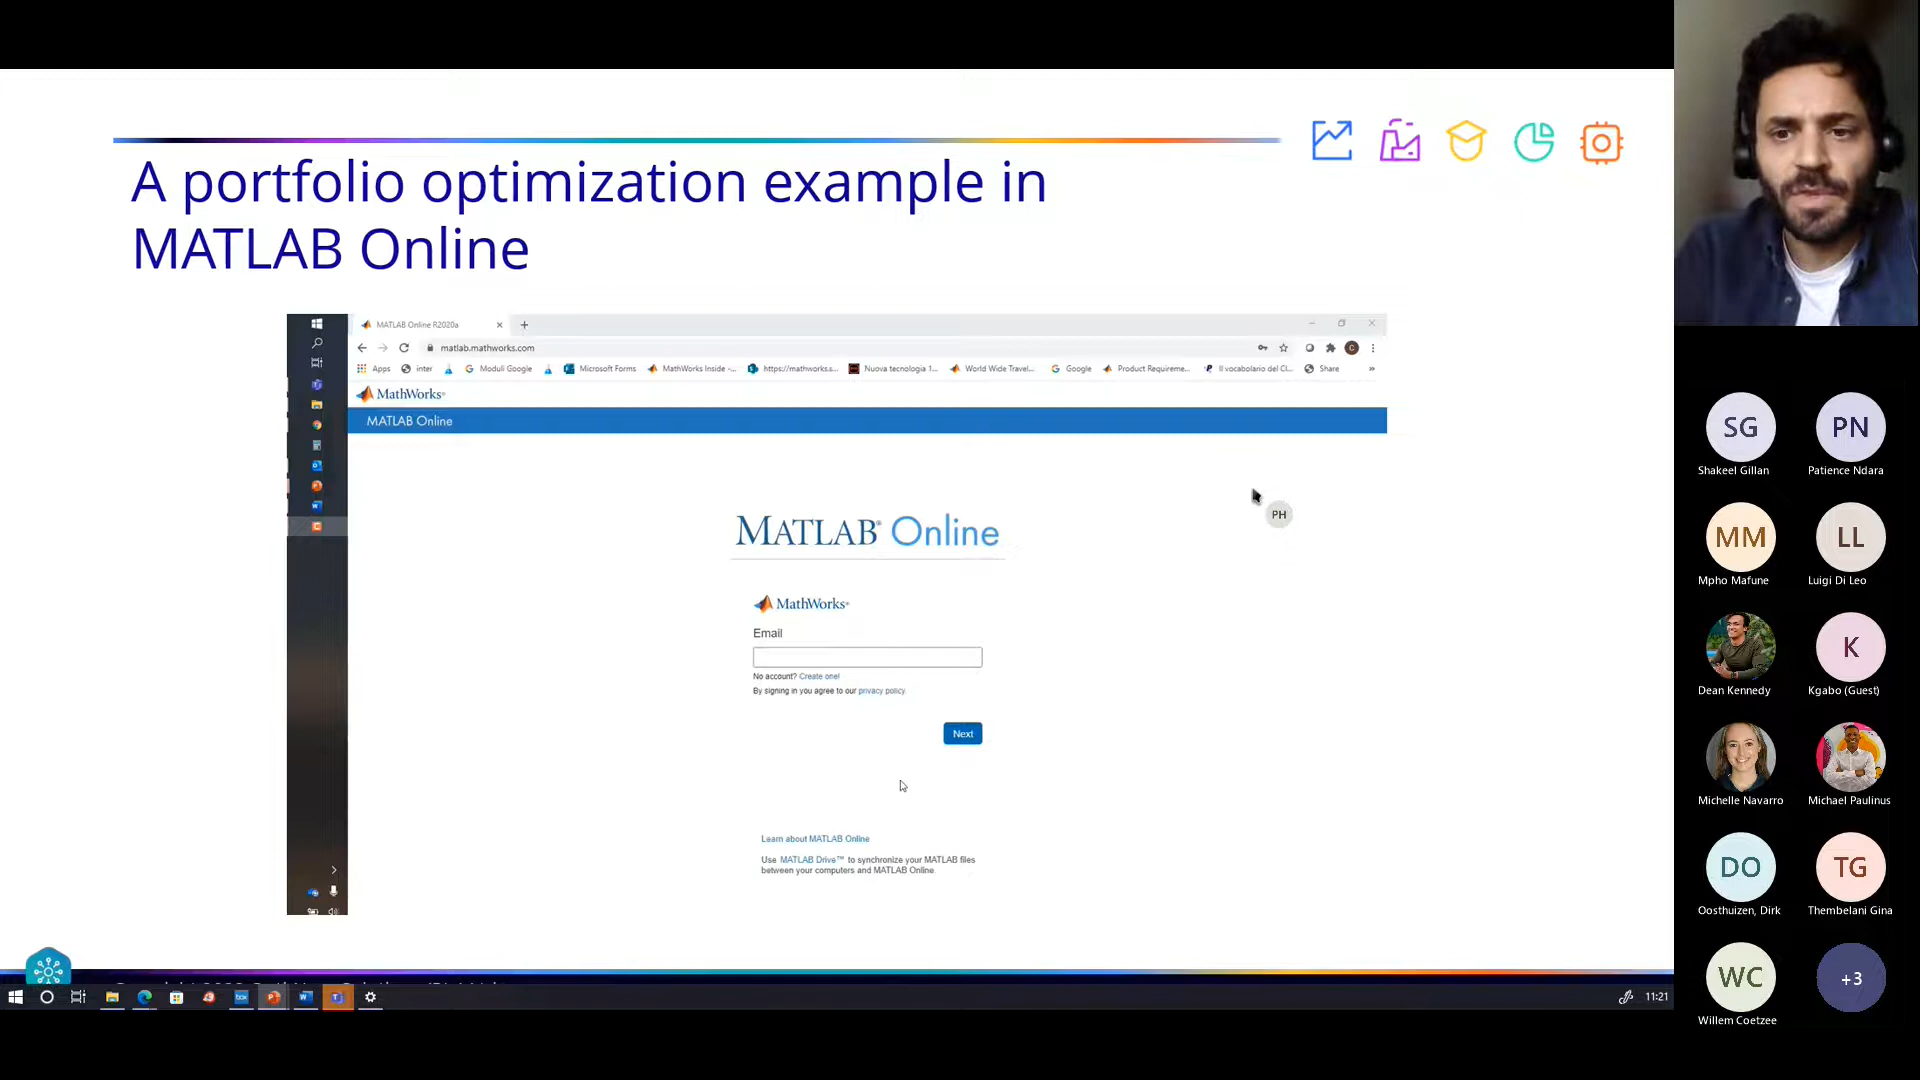 A portfolio optimization example in
MATLAB Online
MATLAB Online R2020a
matlab.mathworks.com
Apps
inter
Moduli Google
Microsoft Forms
MathWorks Inside -...
https://mathworks.s...
Nuova tecnologia 1...
World Wide Travel...
Google
Product Requireme...
Il vocabolario del Cl...
Share
»
MathWorks®
MATLAB Online
MATLAB® Online
PH
MathWorks®
Email
No account? Create one!
By signing in you agree to our privacy policy.
Next
Learn about MATLAB Online
Use MATLAB Drive™ to synchronize your MATLAB files
between your computers and MATLAB Online
11:21
SG
Shakeel Gillan
PN
Patience Ndara
MM
Mpho Mafune
LL
Luigi Di Leo
Dean Kennedy
K
Kgabo (Guest)
Michelle Navarro
Michael Paulinus
DO
Oosthuizen, Dirk
TG
Thembelani Gina
WC
Willem Coetzee
+3